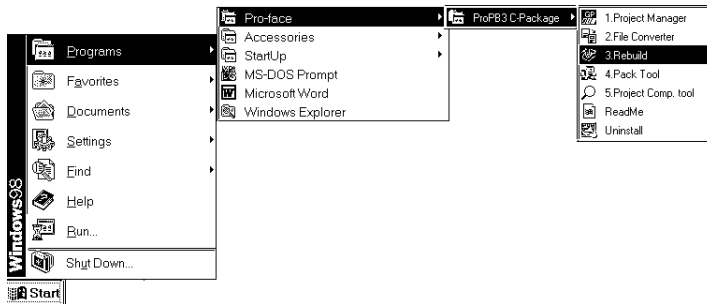 Programs
Favorites
Documents
Settings
Find
Help
Run...
Shut Down...
Windows98
Start
Pro-face
Accessories
StartUp
MS-DOS Prompt
Microsoft Word
Windows Explorer
ProPB3 C-Package
1.Project Manager
2.File Converter
3.Rebuild
4.Pack Tool
5.Project Comp. tool
ReadMe
Uninstall